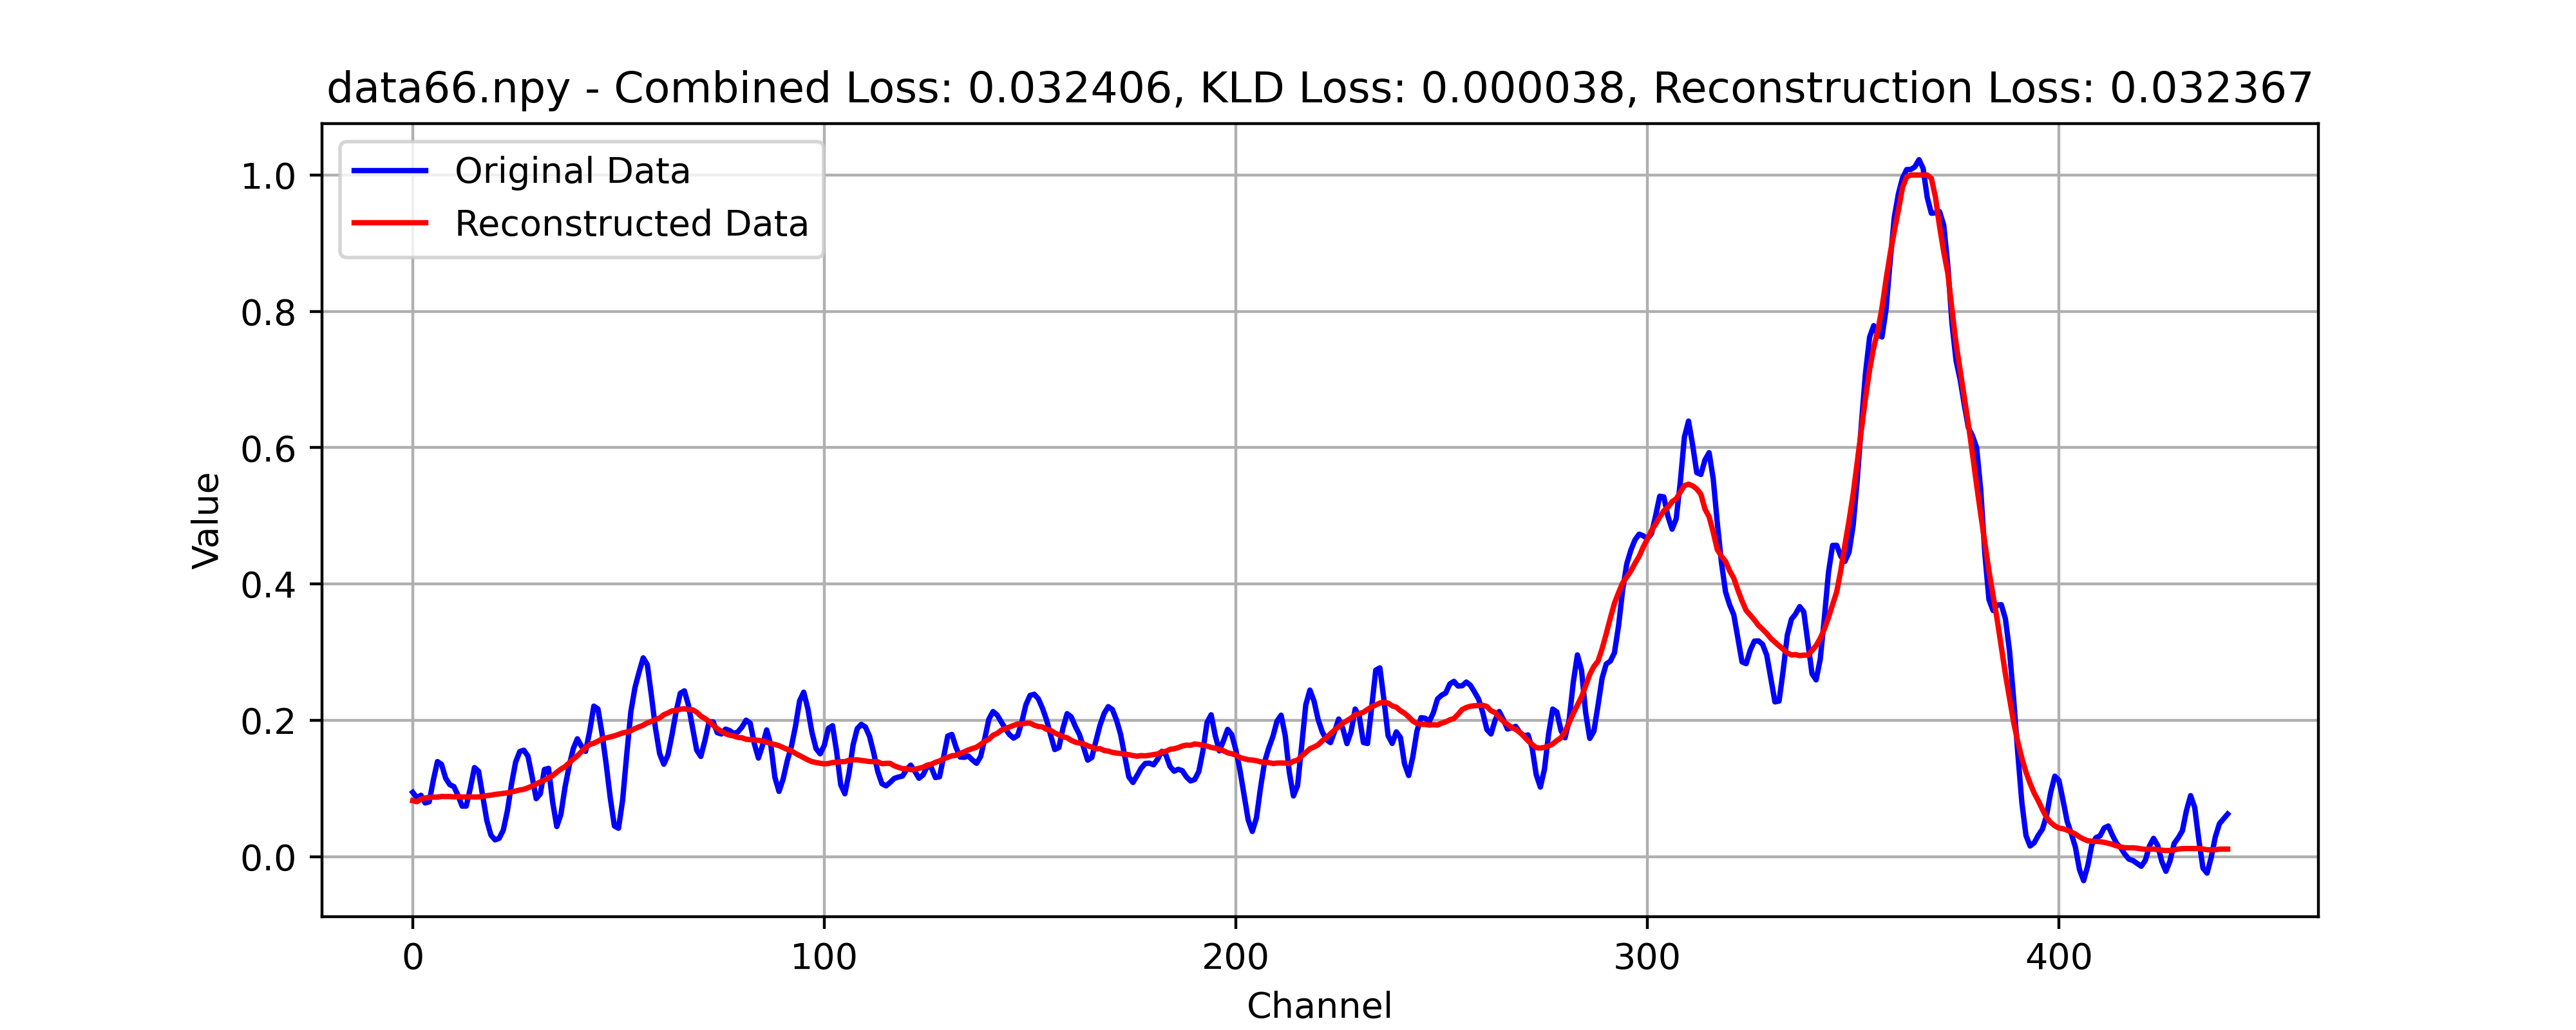 data66.npy - Combined Loss: 0.032406, KLD Loss: 0.000038, Reconstruction Loss: 0.032367
Original Data
Reconstructed Data
1.0
0.8
0.6
0.4
0.2
0.0
Value
0 100 200 300 400
Channel